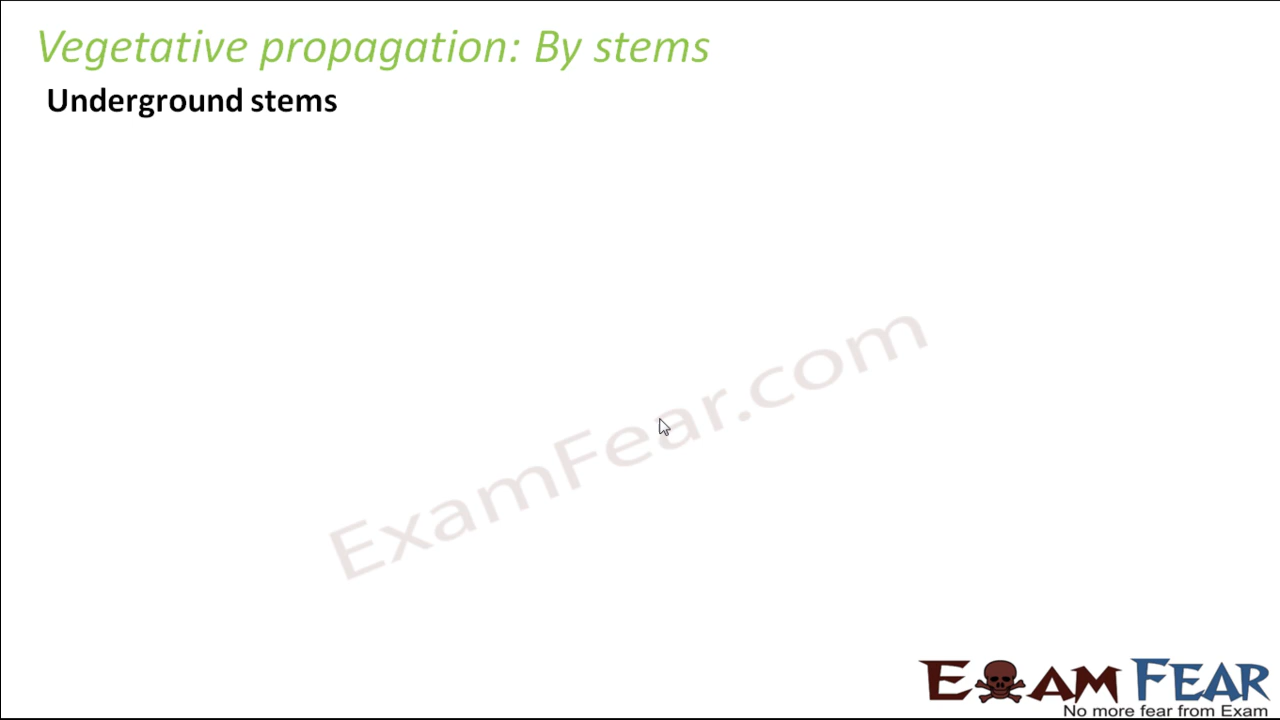 Vegetative propagation: By stems
Underground stems
ExamFear.com
EXAM FEAR
No more fear from Exam